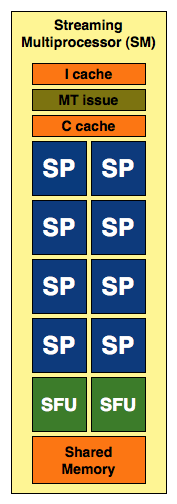 Streaming
Multiprocessor (SM)
I cache
MT issue
C cache
SP SP
SP SP
SP SP
SP SP
SFU SFU
Shared
Memory